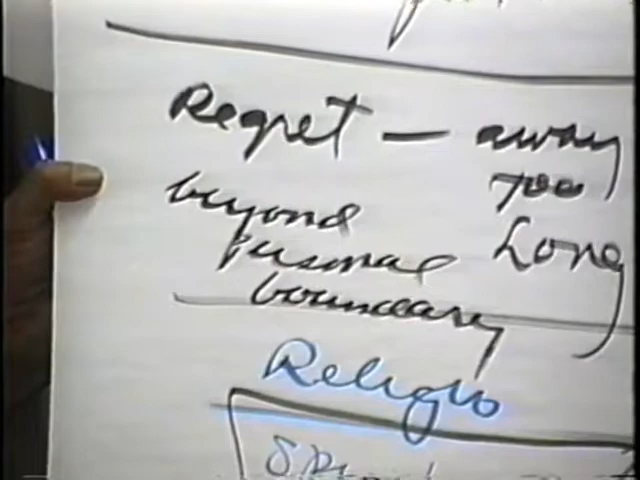 Regret — away
too
beyond Long
personal
boundary
Religio